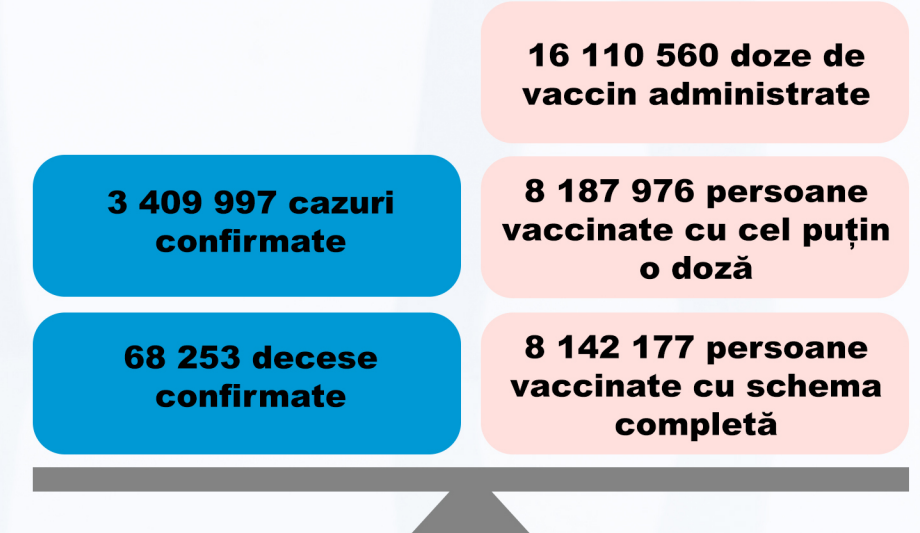 16 110 560 doze de
vaccin administrate
3 409 997 cazuri
confirmate
8 187 976 persoane
vaccinate cu cel puțin
o doză
68 253 decese
confirmate
8 142 177 persoane
vaccinate cu schema
completă